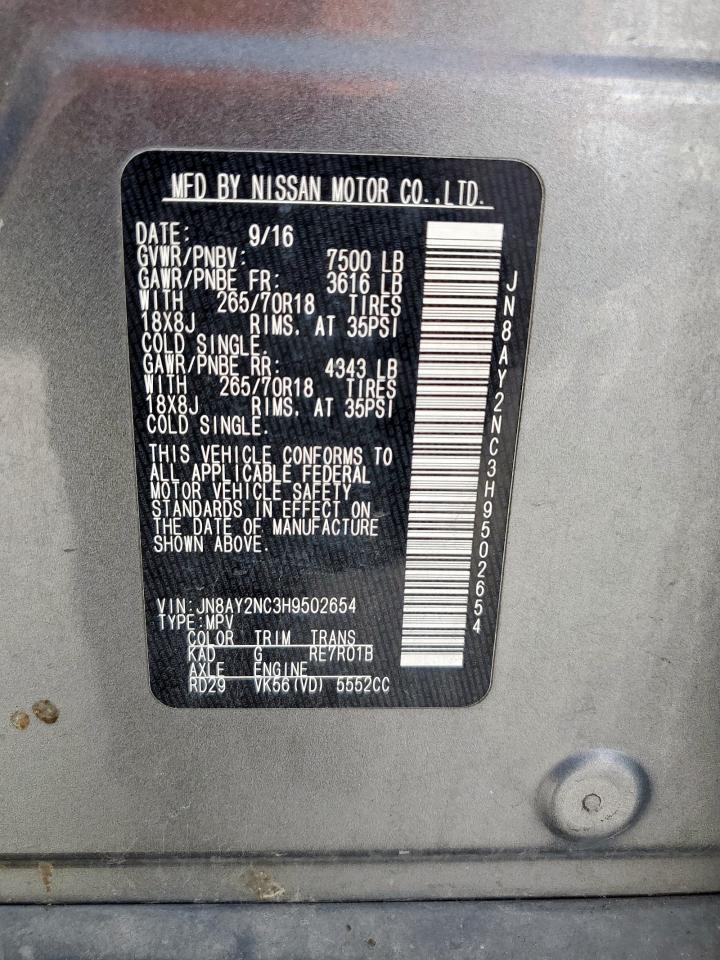 MFD BY NISSAN MOTOR CO.,LTD.
DATE: 9/16
GVWR/PNBV: 7500 LB
GAWR/PNBE FR: 3616 LB
WITH 265/70R18 TIRES
18X8J RIMS. AT 35PSI
COLD SINGLE.
GAWR/PNBE RR: 4343 LB
WITH 265/70R18 TIRES
18X8J RIMS. AT 35PSI
COLD SINGLE.
THIS VEHICLE CONFORMS TO
ALL APPLICABLE FEDERAL
MOTOR VEHICLE SAFETY
STANDARDS IN EFFECT ON
THE DATE OF MANUFACTURE
SHOWN ABOVE.
VIN:JN8AY2NC3H9502654
TYPE:MPV
COLOR TRIM TRANS
KAD G RE7R01B
AXLE ENGINE
RD29 VK56(VD) 5552CC
JN8AY2NC3H9502654